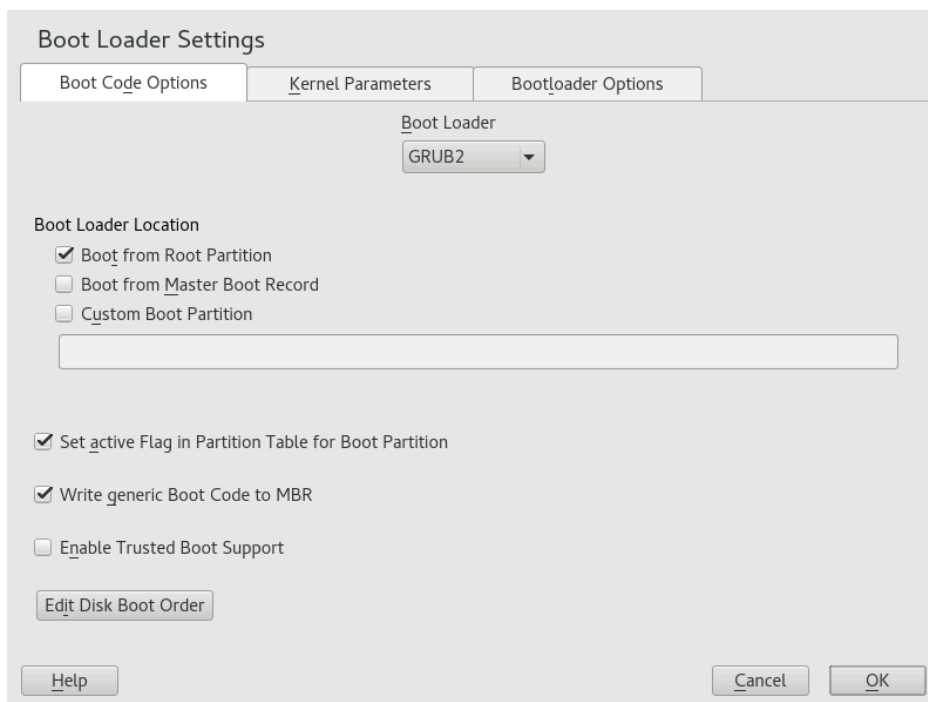 Boot Loader Settings
Boot Code Options
Kernel Parameters
Bootloader Options
Boot Loader
GRUB2
Boot Loader Location
Boot from Root Partition
Boot from Master Boot Record
Custom Boot Partition
Set active Flag in Partition Table for Boot Partition
Write generic Boot Code to MBR
Enable Trusted Boot Support
Edit Disk Boot Order
Help
Cancel
OK